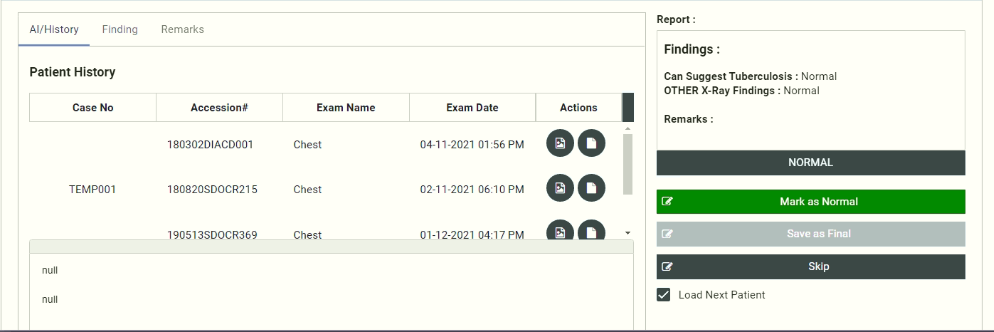 AI/History Finding Remarks
Patient History
Case No Accession# Exam Name Exam Date Actions
180302DIACD001 Chest 04-11-2021 01:56 PM
TEMP001 180820SDOCR215 Chest 02-11-2021 06:10 PM
190513SDOCR369 Chest 01-12-2021 04:17 PM
null
null
Report :
Findings :
Can Suggest Tuberculosis : Normal
OTHER X-Ray Findings : Normal
Remarks :
NORMAL
Mark as Normal
Save as Final
Skip
Load Next Patient